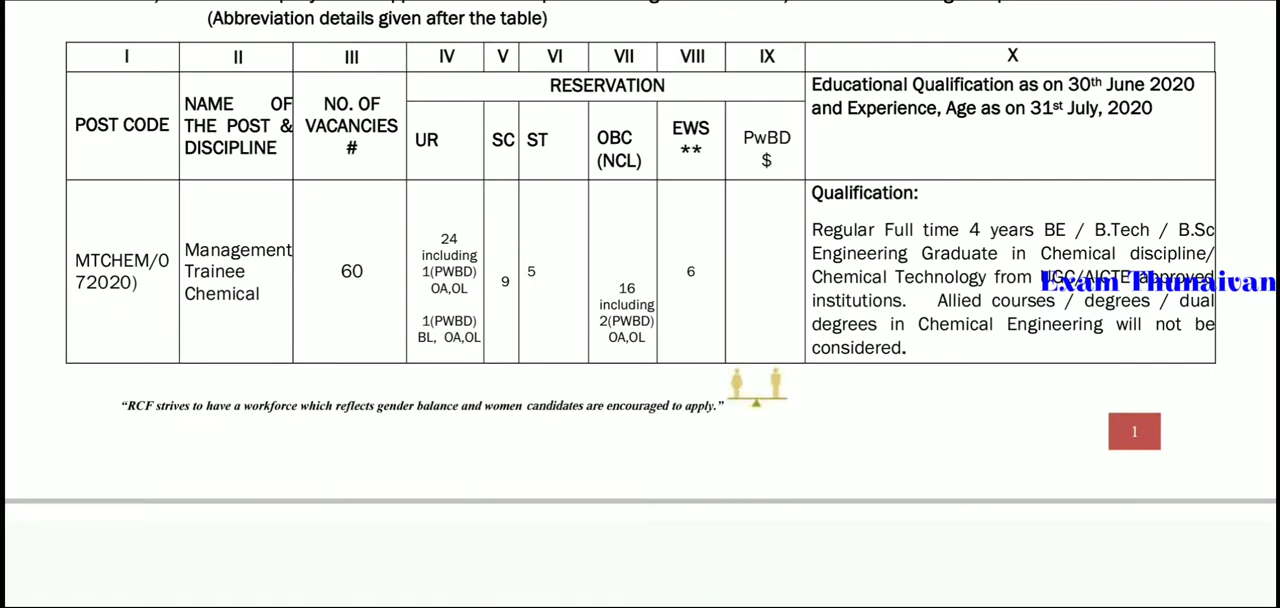 (Abbreviation details given after the table)
I II III IV V VI VII VIII IX X
POST CODE
NAME OF
THE POST &
DISCIPLINE
NO. OF
VACANCIES
#
RESERVATION
UR
SC
ST
OBC
(NCL)
EWS
**
PwBD
$
Educational Qualification as on 30th June 2020
and Experience, Age as on 31st July, 2020
MTCHEM/0
72020)
Management
Trainee
Chemical
60
24
including
1(PWBD)
OA,OL
1(PWBD)
BL, OA,OL
9
5
16
including
2(PWBD)
OA,OL
6
Qualification:
Regular Full time 4 years BE / B.Tech / B.Sc
Engineering Graduate in Chemical discipline/
Chemical Technology from UGC/AICTE approved
institutions. Allied courses / degrees / dual
degrees in Chemical Engineering will not be
considered.
Exam Thunaivan
“RCF strives to have a workforce which reflects gender balance and women candidates are encouraged to apply.”
1